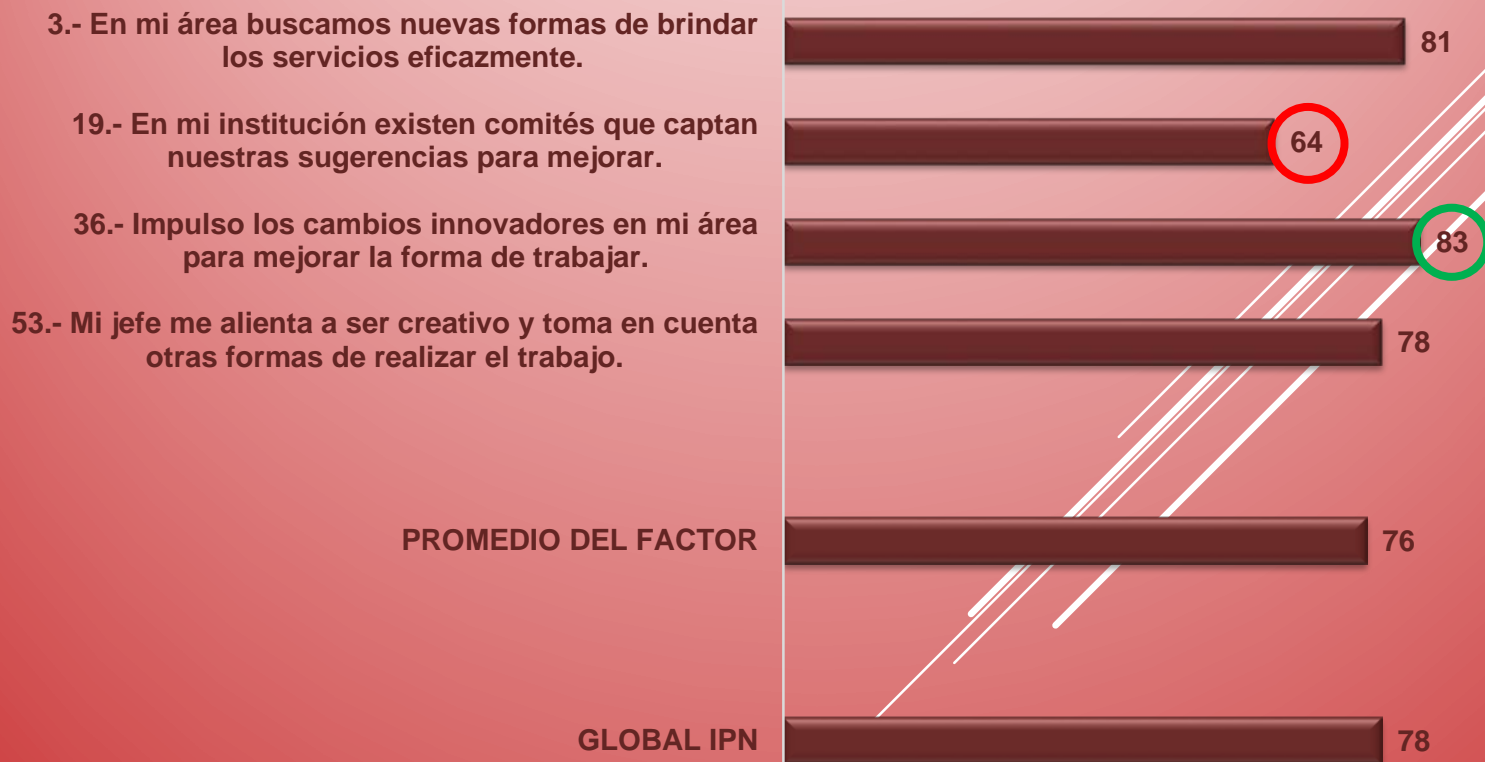 3.- En mi área buscamos nuevas formas de brindar
los servicios eficazmente.
81
19.- En mi institución existen comités que captan
nuestras sugerencias para mejorar.
64
36.- Impulso los cambios innovadores en mi área
para mejorar la forma de trabajar.
83
53.- Mi jefe me alienta a ser creativo y toma en cuenta
otras formas de realizar el trabajo.
78
PROMEDIO DEL FACTOR
76
GLOBAL IPN
78